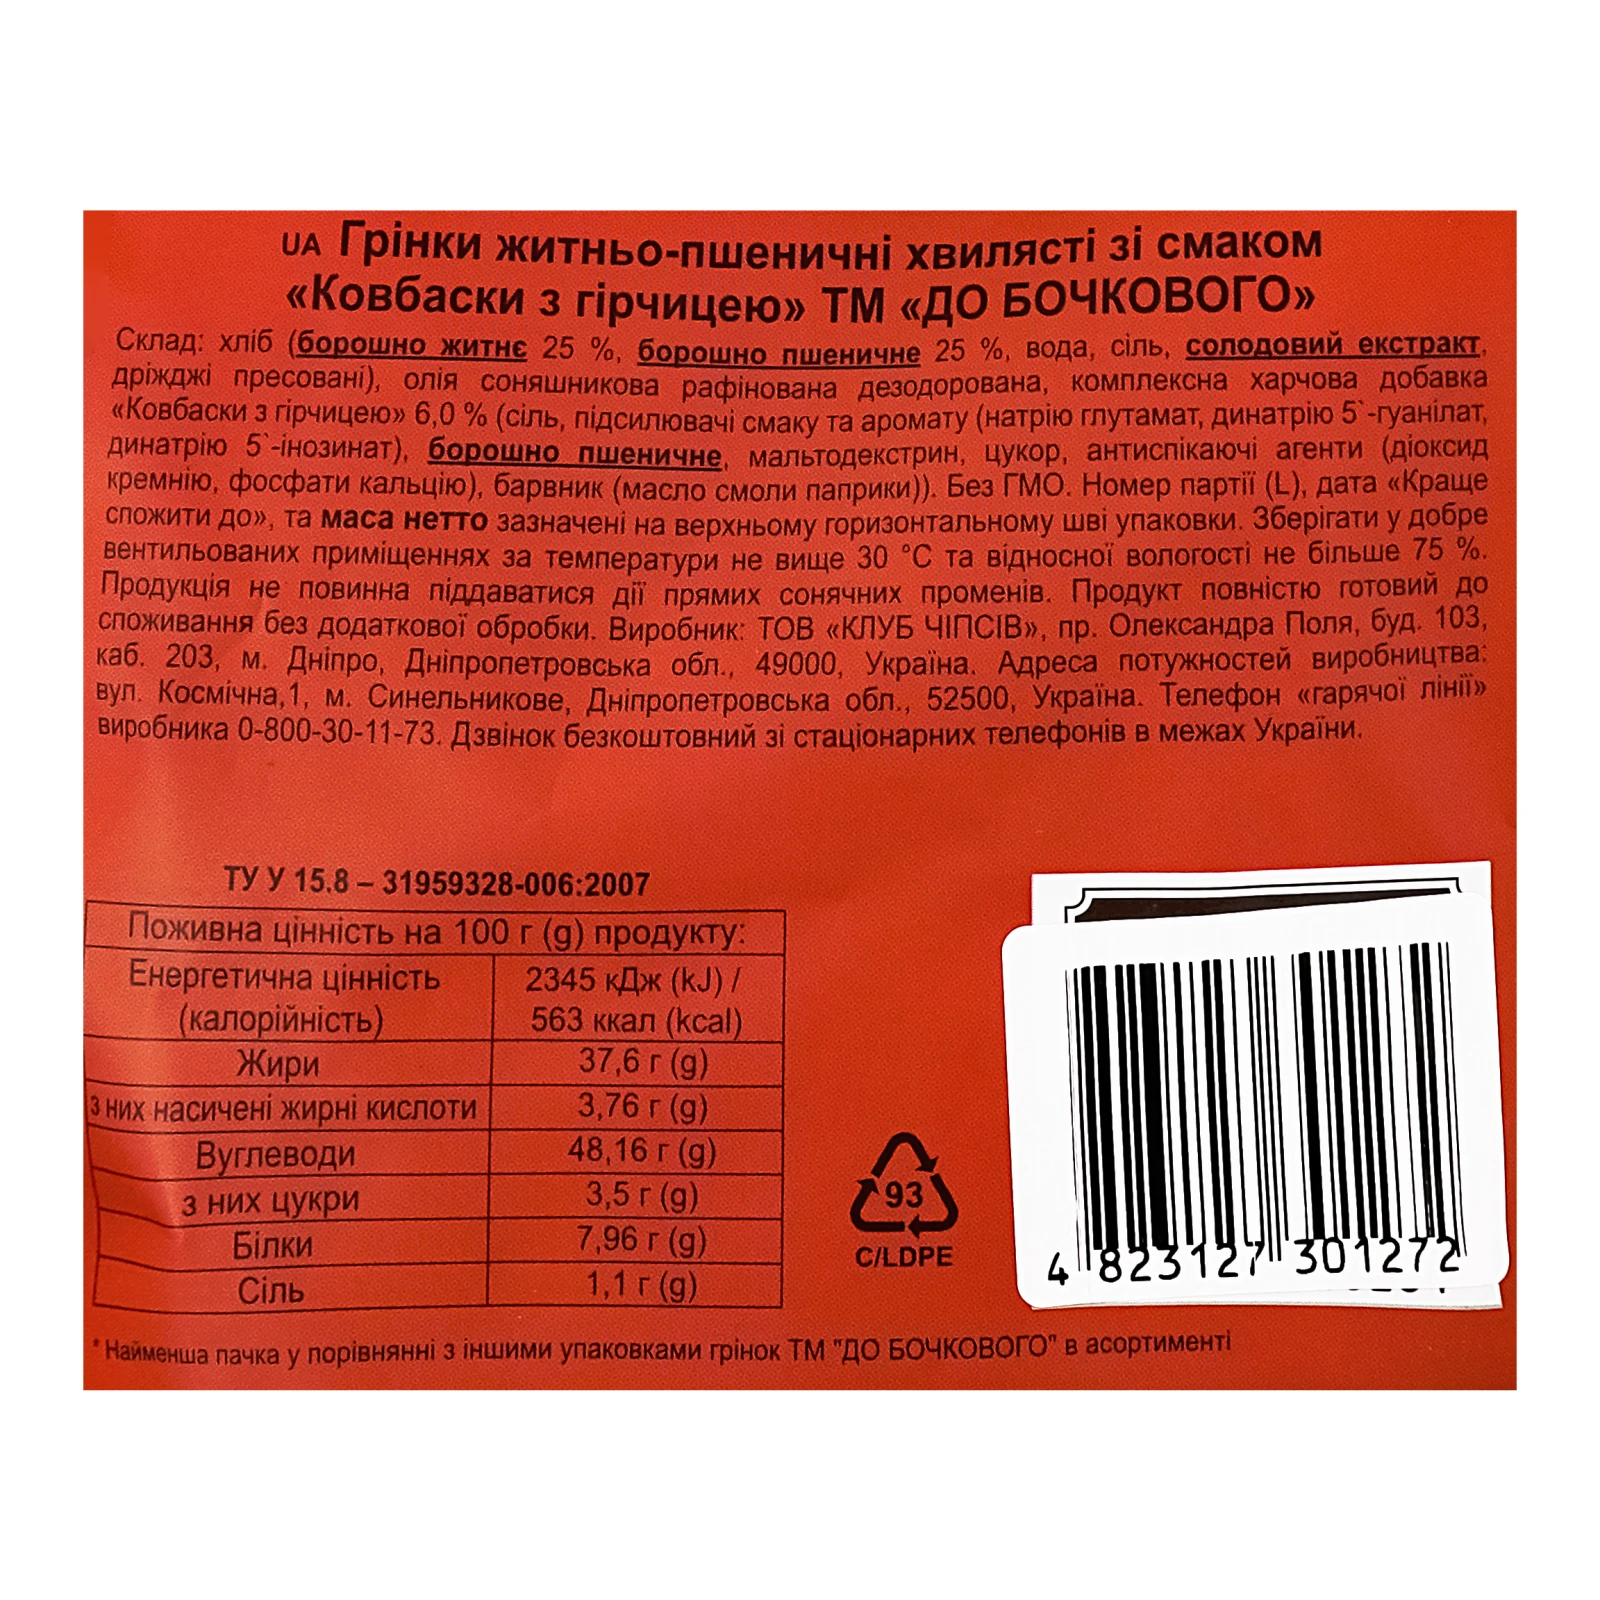 UA Грінки житньо-пшеничні хвилясті зі смаком
«Ковбаски з гірчицею» ТМ «ДО БОЧКОВОГО»
Склад: хліб (борошно житнє 25 %, борошно пшеничне 25 %, вода, сіль, солодовий екстракт,
дріжджі пресовані), олія соняшникова рафінована дезодорована, комплексна харчова добавка
«Ковбаски з гірчицею» 6,0 % (сіль, підсилювачі смаку та аромату (натрію глутамат, динатрію 5`-гуанілат,
динатрію 5`-інозинат), борошно пшеничне, мальтодекстрин, цукор, антиспікаючі агенти (діоксид
кремнію, фосфати кальцію), барвник (масло смоли паприки)). Без ГМО. Номер партії (L), дата «Краще
спожити до», та маса нетто зазначені на верхньому горизонтальному шві упаковки. Зберігати у добре
вентильованих приміщеннях за температури не вище 30 °С та відносної вологості не більше 75 %.
Продукція не повинна піддаватися дії прямих сонячних променів. Продукт повністю готовий до
споживання без додаткової обробки. Виробник: ТОВ «КЛУБ ЧІПСІВ», пр. Олександра Поля, буд. 103,
каб. 203, м. Дніпро, Дніпропетровська обл., 49000, Україна. Адреса потужностей виробництва:
вул. Космічна,1, м. Синельникове, Дніпропетровська обл., 52500, Україна. Телефон «гарячої лінії»
виробника 0-800-30-11-73. Дзвінок безкоштовний зі стаціонарних телефонів в межах України.
ТУ У 15.8 – 31959328-006:2007
Поживна цінність на 100 г (g) продукту:
Енергетична цінність (калорійність) 2345 кДж (kJ) / 563 ккал (kcal)
Жири 37,6 г (g)
з них насичені жирні кислоти 3,76 г (g)
Вуглеводи 48,16 г (g)
з них цукри 3,5 г (g)
Білки 7,96 г (g)
Сіль 1,1 г (g)
93
C/LDPE
4 823127 301272
* Найменша пачка у порівнянні з іншими упаковками грінок ТМ "ДО БОЧКОВОГО" в асортименті